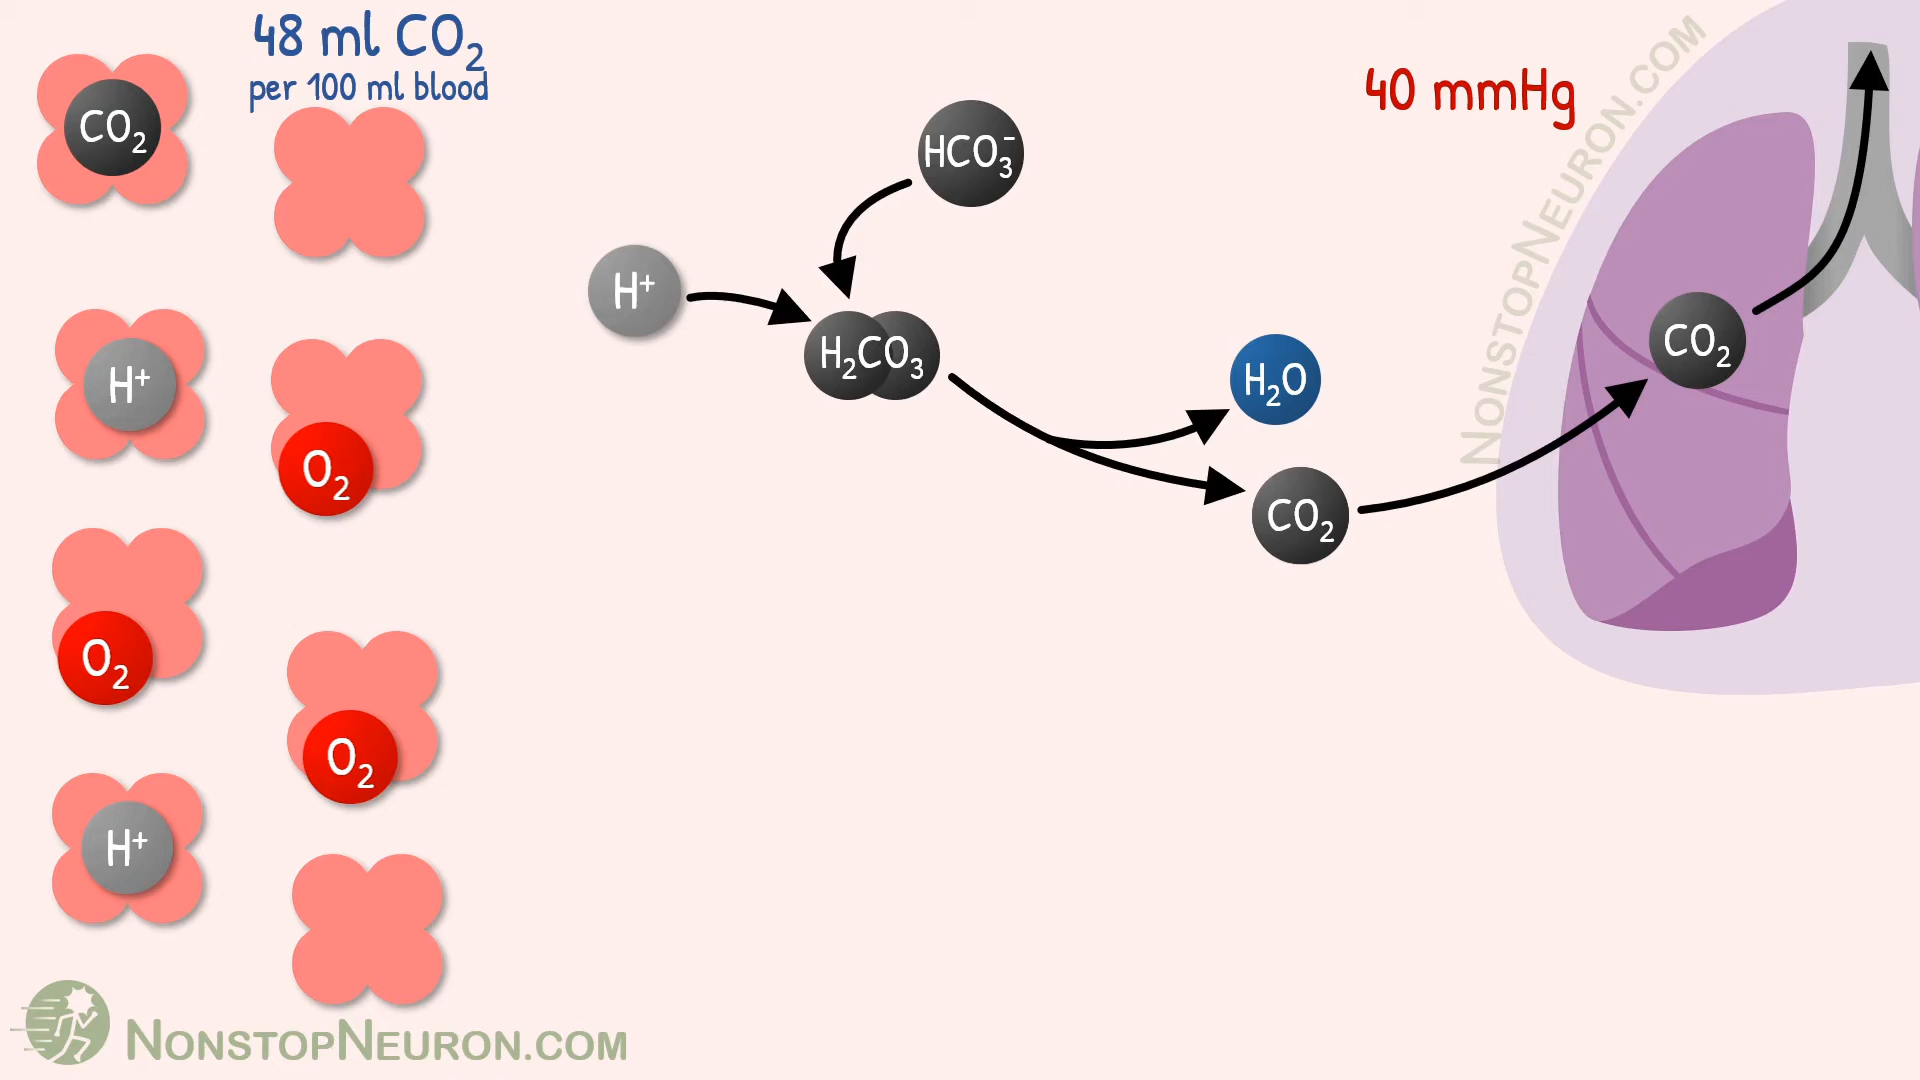 48 ml CO₂
per 100 ml blood
40 mmHg
NONSTOPNEURON.COM
CO₂
HCO₃⁻
H⁺
H₂CO₃
H₂O
CO₂
H⁺
O₂
CO₂
O₂
O₂
H⁺
NONSTOPNEURON.COM